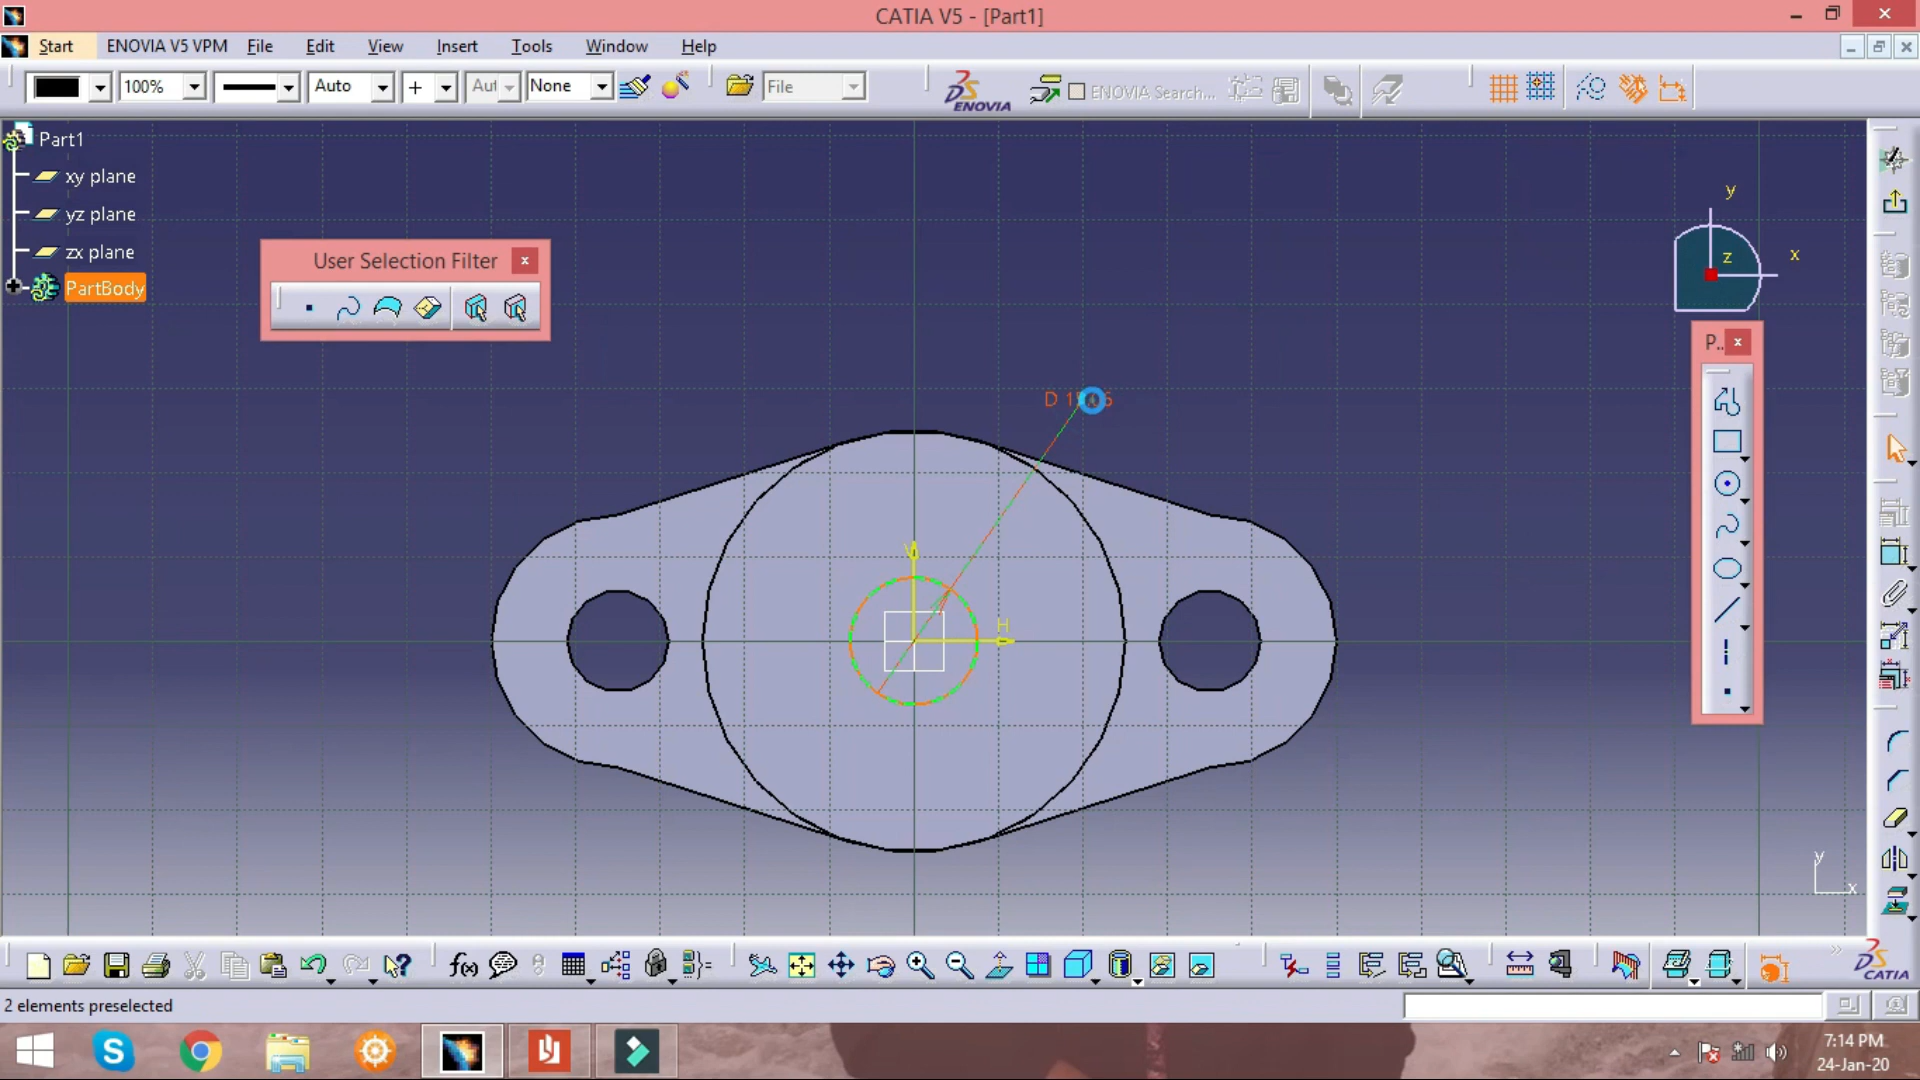 CATIA V5 - [Part1]
Start ENOVIA V5 VPM File Edit View Insert Tools Window Help
100% Auto Aut None File ENOVIA ENOVIA Search...
Part1
xy plane
yz plane
zx plane
PartBody
User Selection Filter
y
x
z
P..
V
H
y
x
f(x)
CATIA
2 elements preselected
7:14 PM
24-Jan-20